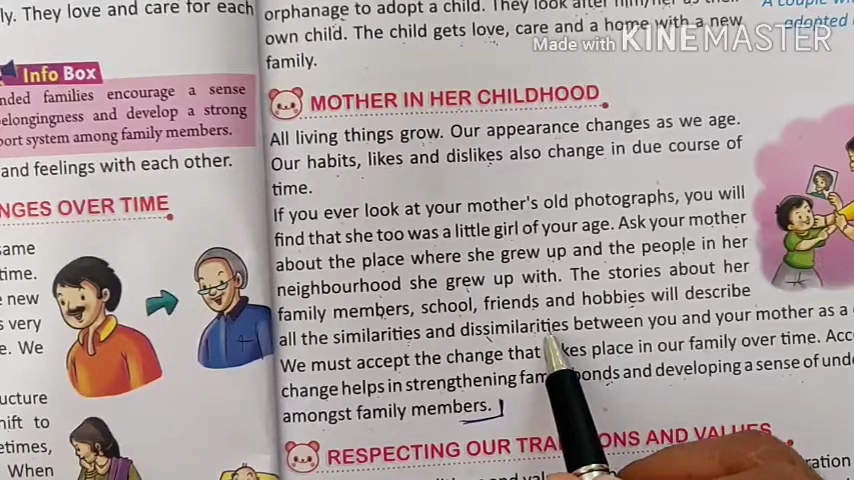 ly. They love and care for each
Info Box
nded families encourage a sense
belongingness and develop a strong
port system among family members.
and feelings with each other.
NGES OVER TIME
same
time.
e new
s very
e. We
ucture
hift to
etimes,
When
orphanage to adopt a child. They look after him/her as their
own child. The child gets love, care and a home with a new
family.
MOTHER IN HER CHILDHOOD
All living things grow. Our appearance changes as we age.
Our habits, likes and dislikes also change in due course of
time.
If you ever look at your mother's old photographs, you will
find that she too was a little girl of your age. Ask your mother
about the place where she grew up and the people in her
neighbourhood she grew up with. The stories about her
family members, school, friends and hobbies will describe
all the similarities and dissimilarities between you and your mother as a
We must accept the change that takes place in our family over time. Acc
change helps in strengthening fam bonds and developing a sense of unde
amongst family members.
RESPECTING OUR TRA IONS AND VALUES
ration
A couple
adopted
Made with KINEMASTER